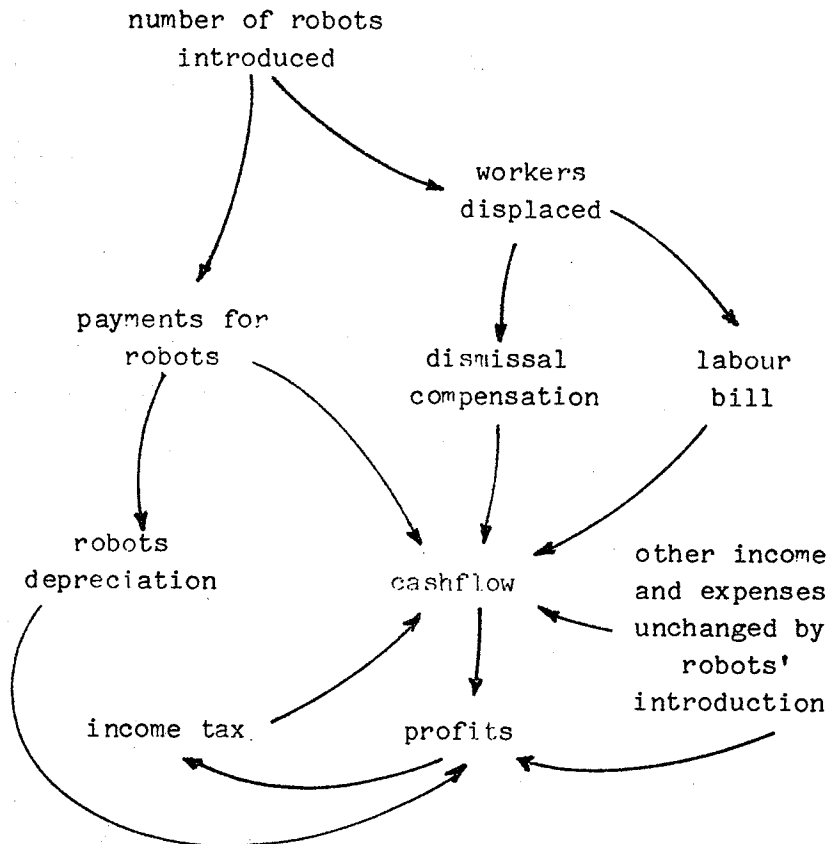 number of robots
introduced
workers
displaced
payments for
robots
dismissal
compensation
labour
bill
robots
depreciation
cashflow
other income
and expenses
unchanged by
robots'
introduction
income tax
profits